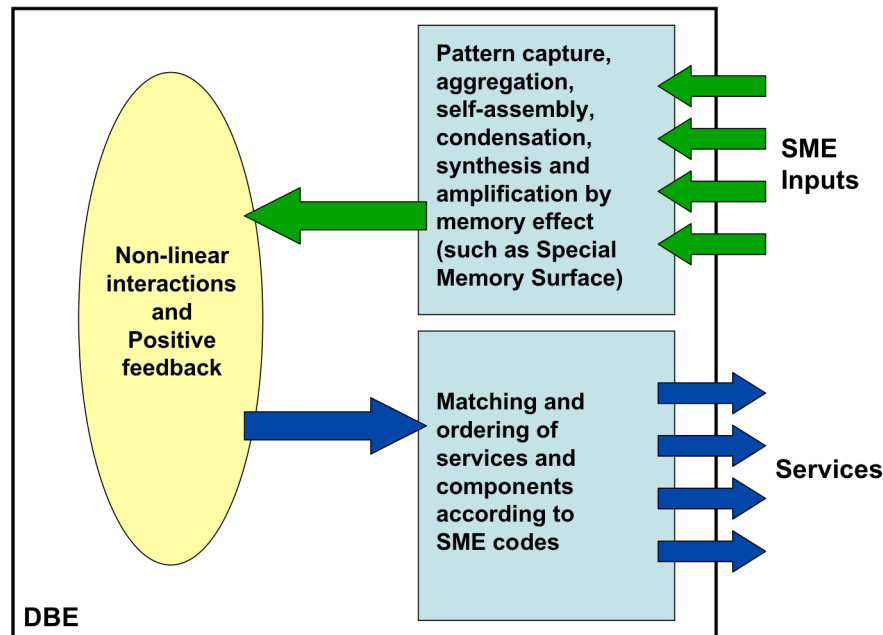 Pattern capture,
aggregation,
self-assembly,
condensation,
synthesis and
amplification by
memory effect
(such as Special
Memory Surface)
SME
Inputs
Non-linear
interactions
and
Positive
feedback
Matching and
ordering of
services and
components
according to
SME codes
Services
DBE